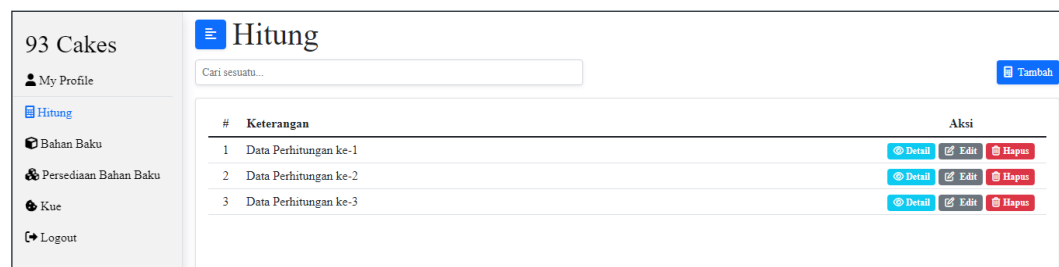 93 Cakes
My Profile
Hitung
Bahan Baku
Persediaan Bahan Baku
Kue
Logout
Hitung
Cari sesuatu...
Tambah
# Keterangan Aksi
1 Data Perhitungan ke-1 Detail Edit Hapus
2 Data Perhitungan ke-2 Detail Edit Hapus
3 Data Perhitungan ke-3 Detail Edit Hapus